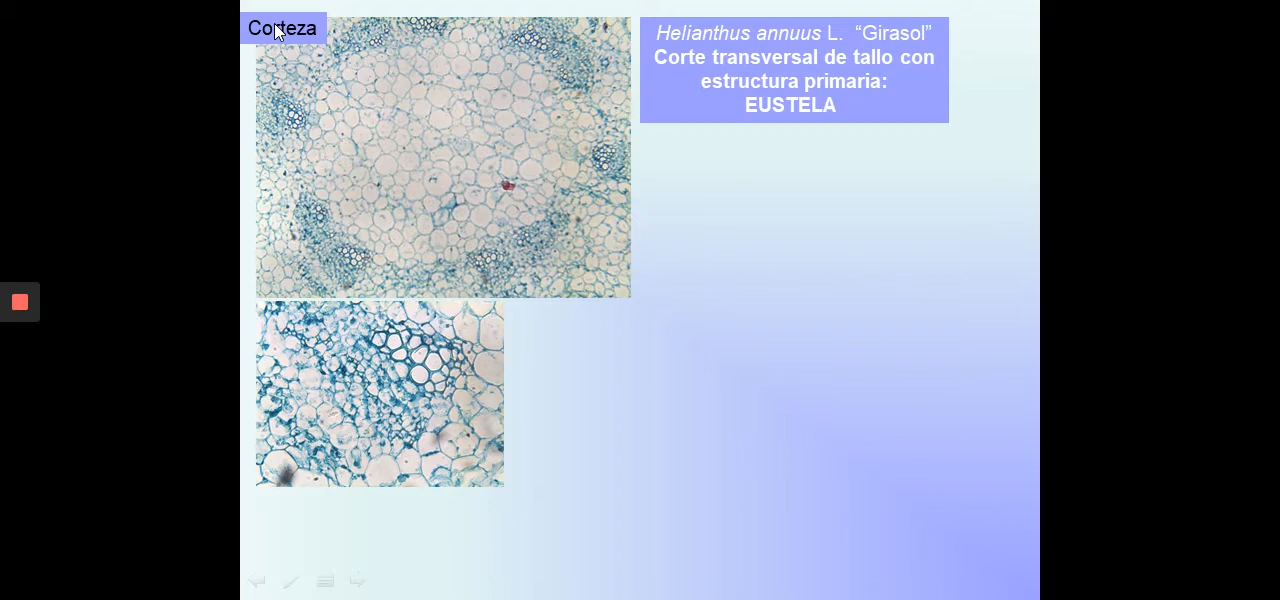 Corteza
Helianthus annuus L. “Girasol”
Corte transversal de tallo con
estructura primaria:
EUSTELA